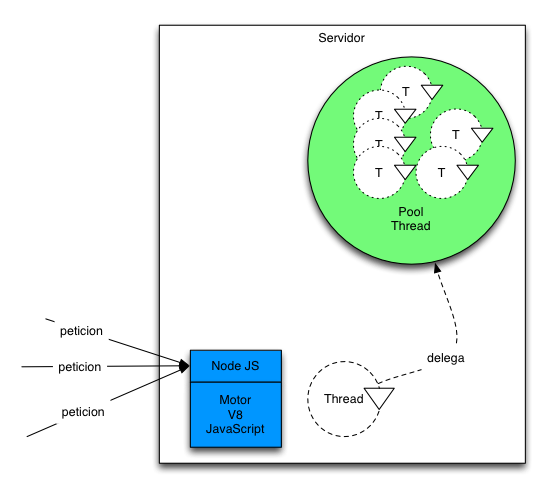 Servidor
T
T
T
T
T
T
Pool
Thread
peticion
peticion
peticion
delega
Node JS
Motor
V8
JavaScript
Thread